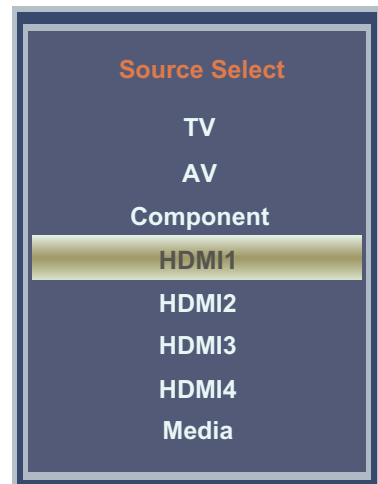 Source Select
TV
AV
Component
HDMI1
HDMI2
HDMI3
HDMI4
Media